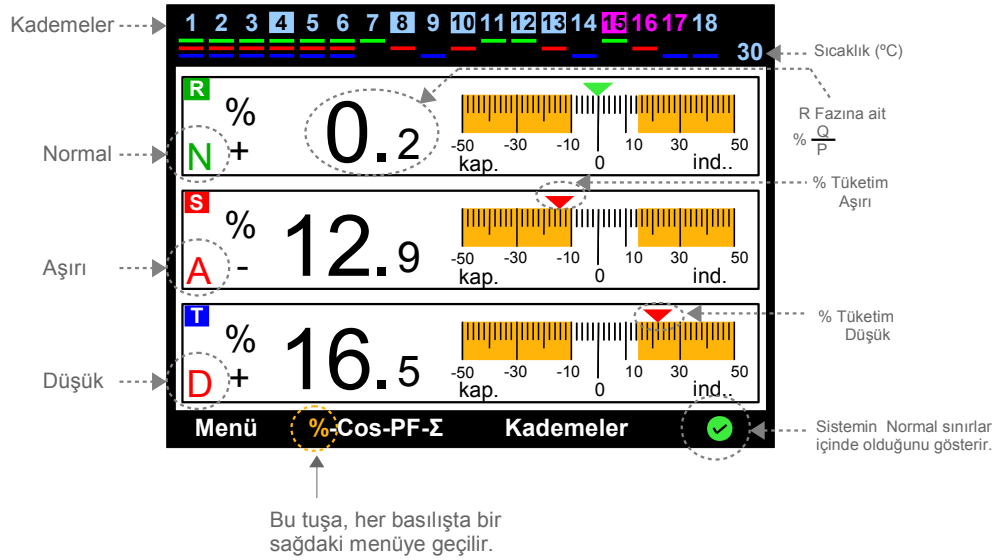 Kademeler
1 2 3 4 5 6 7 8 9 10 11 12 13 14 15 16 17 18
30
Sıcaklık (ºC)
R
%
N + 0.2
-50 -30 -10 0 10 30 50
kap. ind..
Normal
R Fazına ait
% Q
P
% Tüketim
Aşırı
S
%
A - 12.9
-50 -30 -10 0 10 30 50
kap. ind.
Aşırı
T
%
D + 16.5
-50 -30 -10 0 10 30 50
kap. ind..
Düşük
% Tüketim
Düşük
Menü %-Cos-PF-Σ Kademeler
Sistemin Normal sınırlar
içinde olduğunu gösterir.
Bu tuşa, her basılışta bir
sağdaki menüye geçilir.